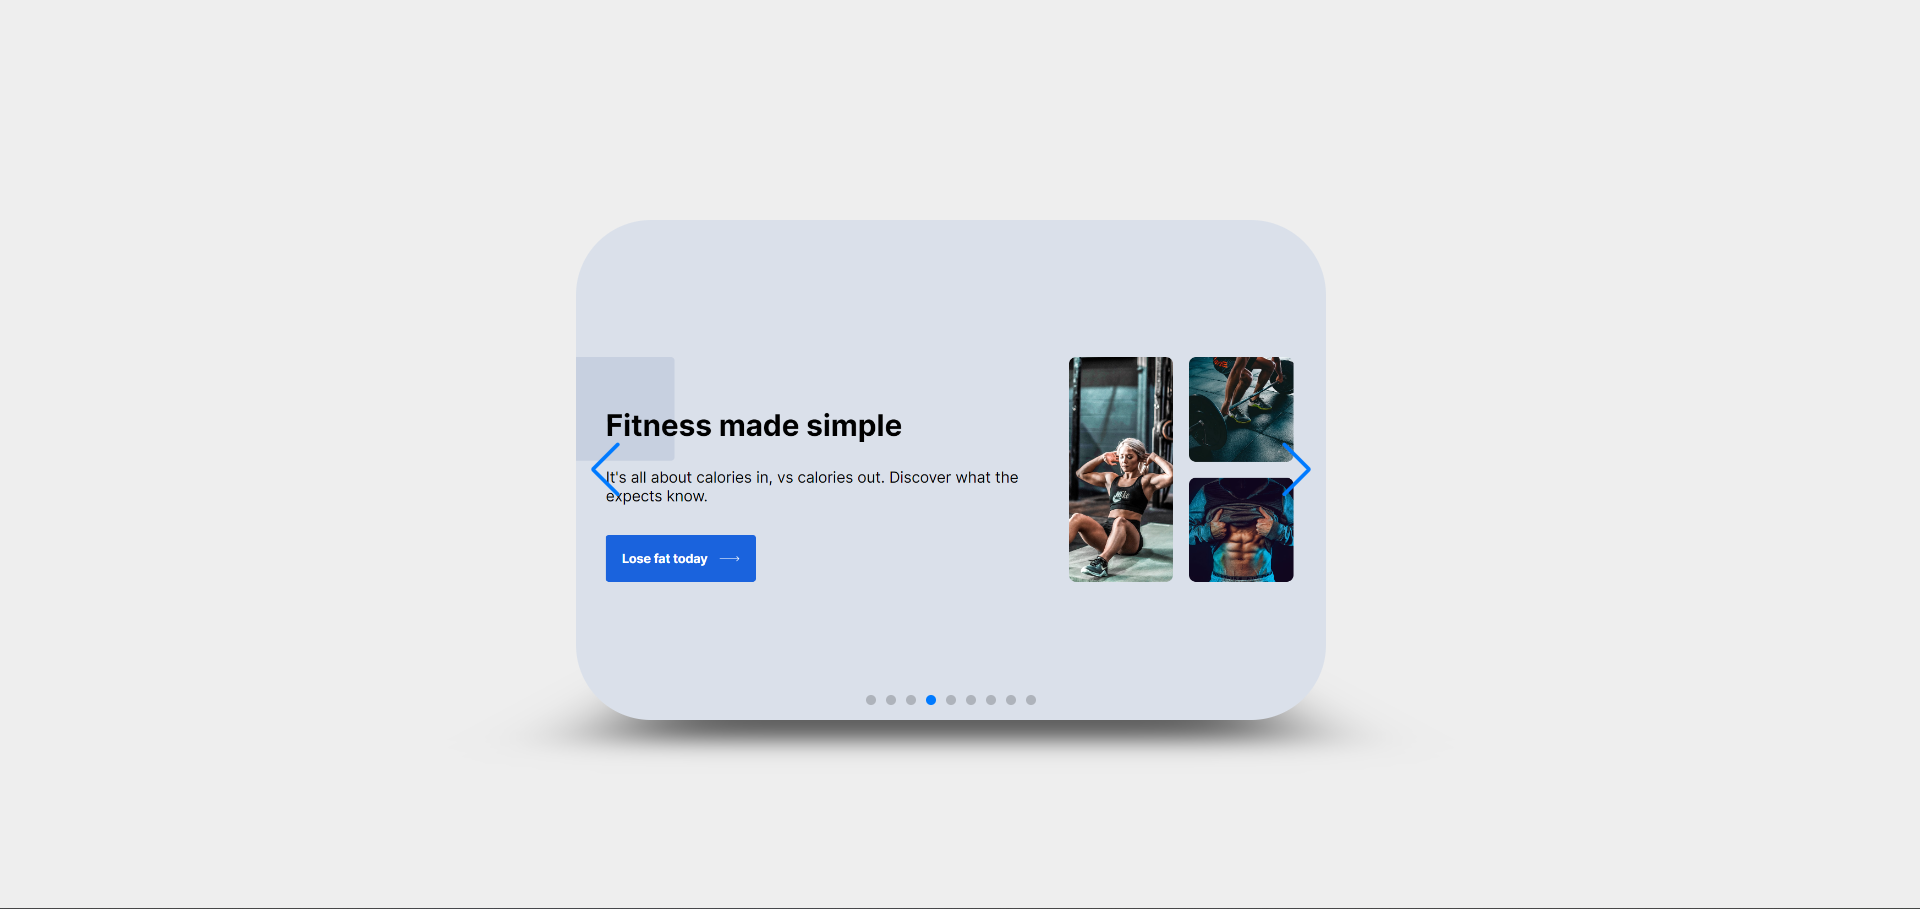 Fitness made simple
It's all about calories in, vs calories out. Discover what the
expects know.
Lose fat today